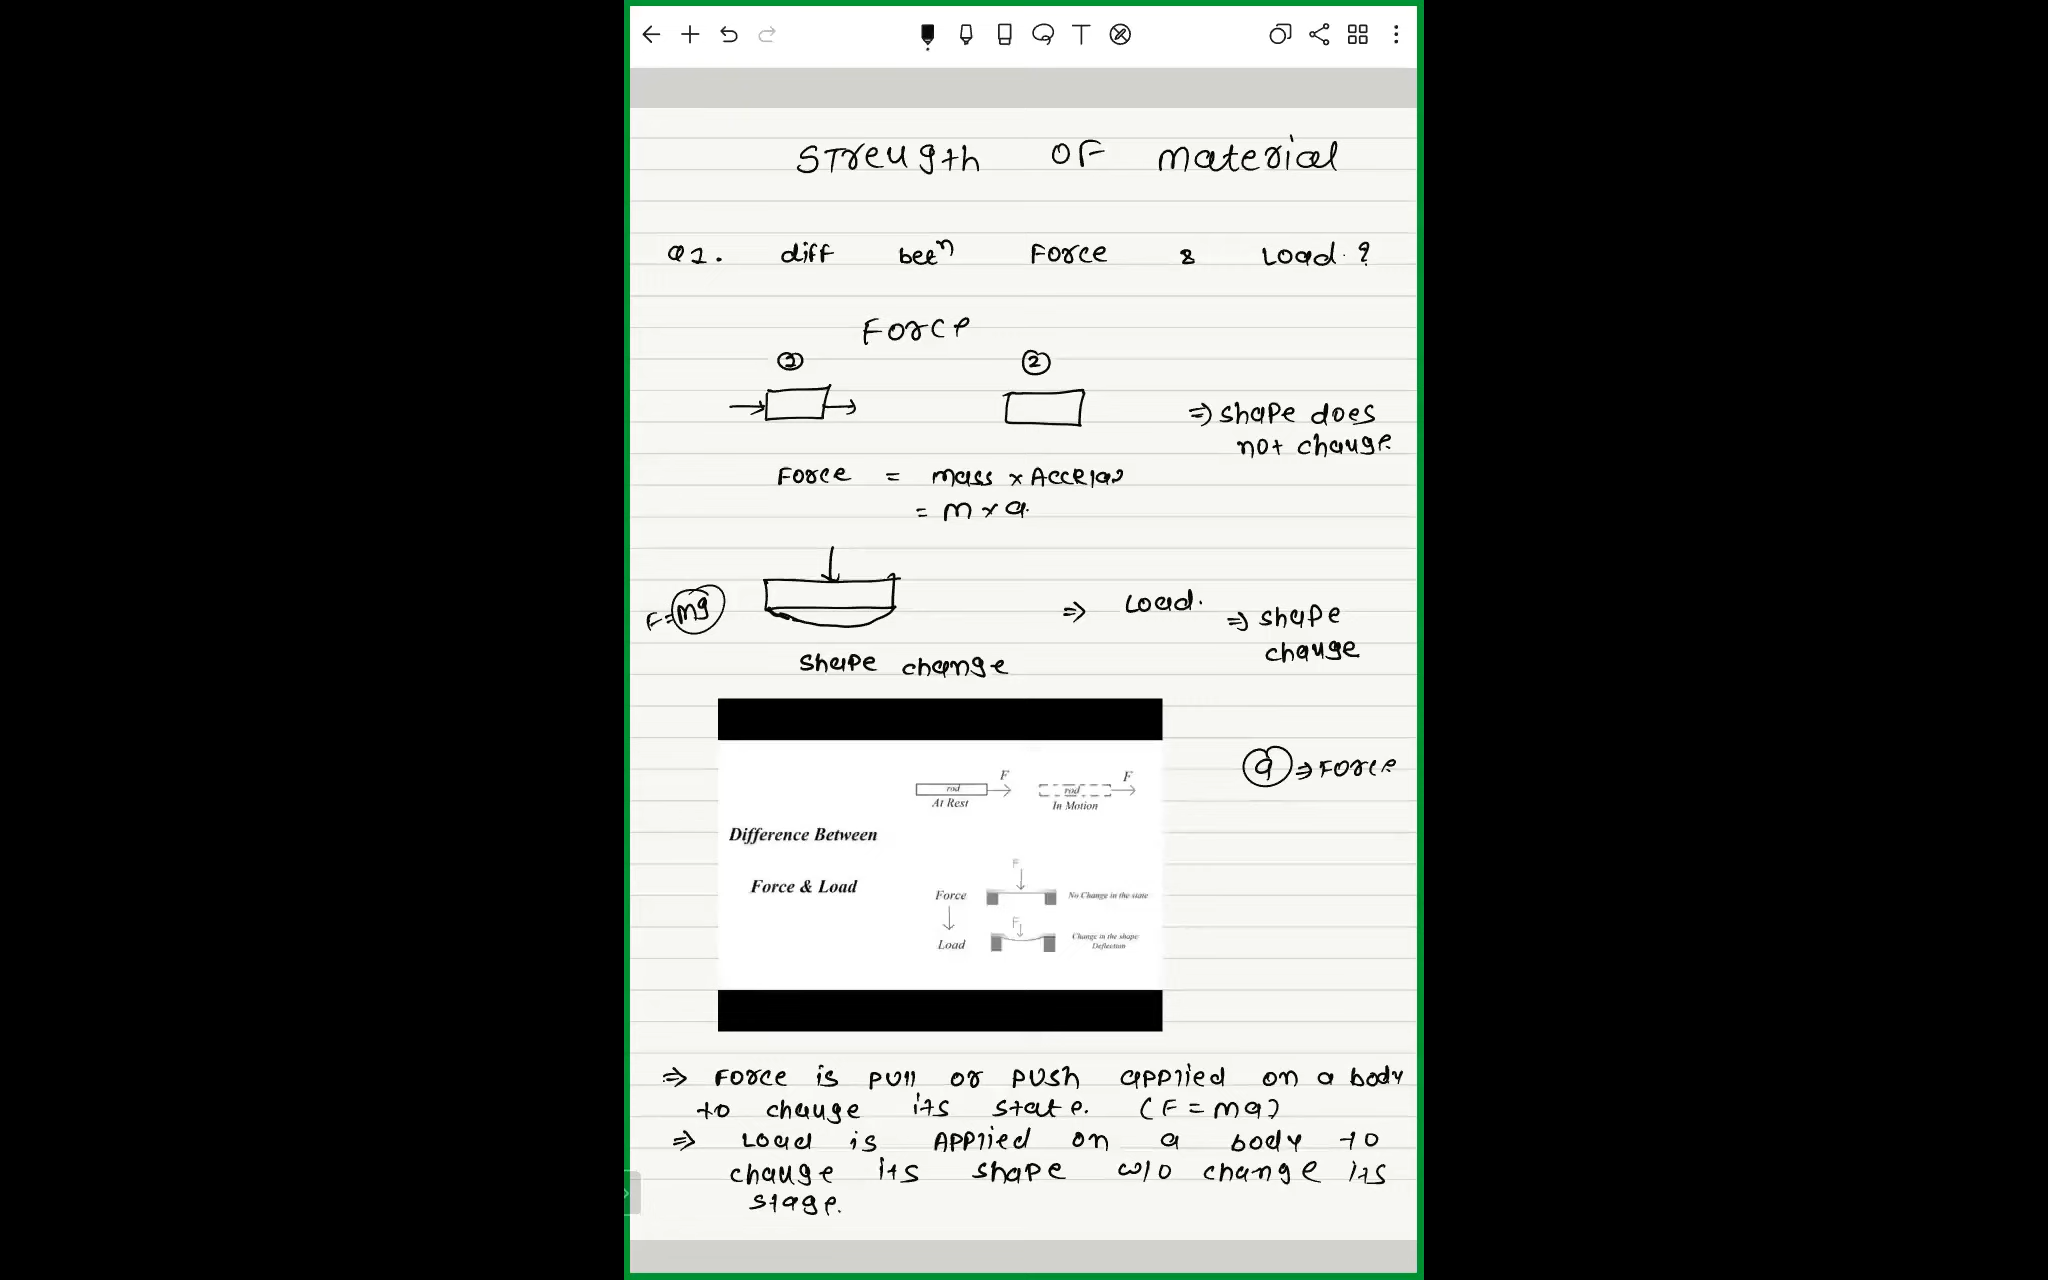 Strength OF material
Q1. diff beeⁿ Force & Load.?
Force
1 2
⇒ shape does
not change
Force = mass x
= m x a.
F = mg
⇒ Load. ⇒ shape
change
shape change
F F
rod rod
At Rest In Motion
a ⇒ Force
Difference Between
F
Force & Load
Force No Change in the state
F
Load Change in the shape
Deflection
⇒ Force is pull or push applied on a body
to change its state. (F = ma)
⇒ Load is Applied on a body to
change its shape w/o change its
stage.